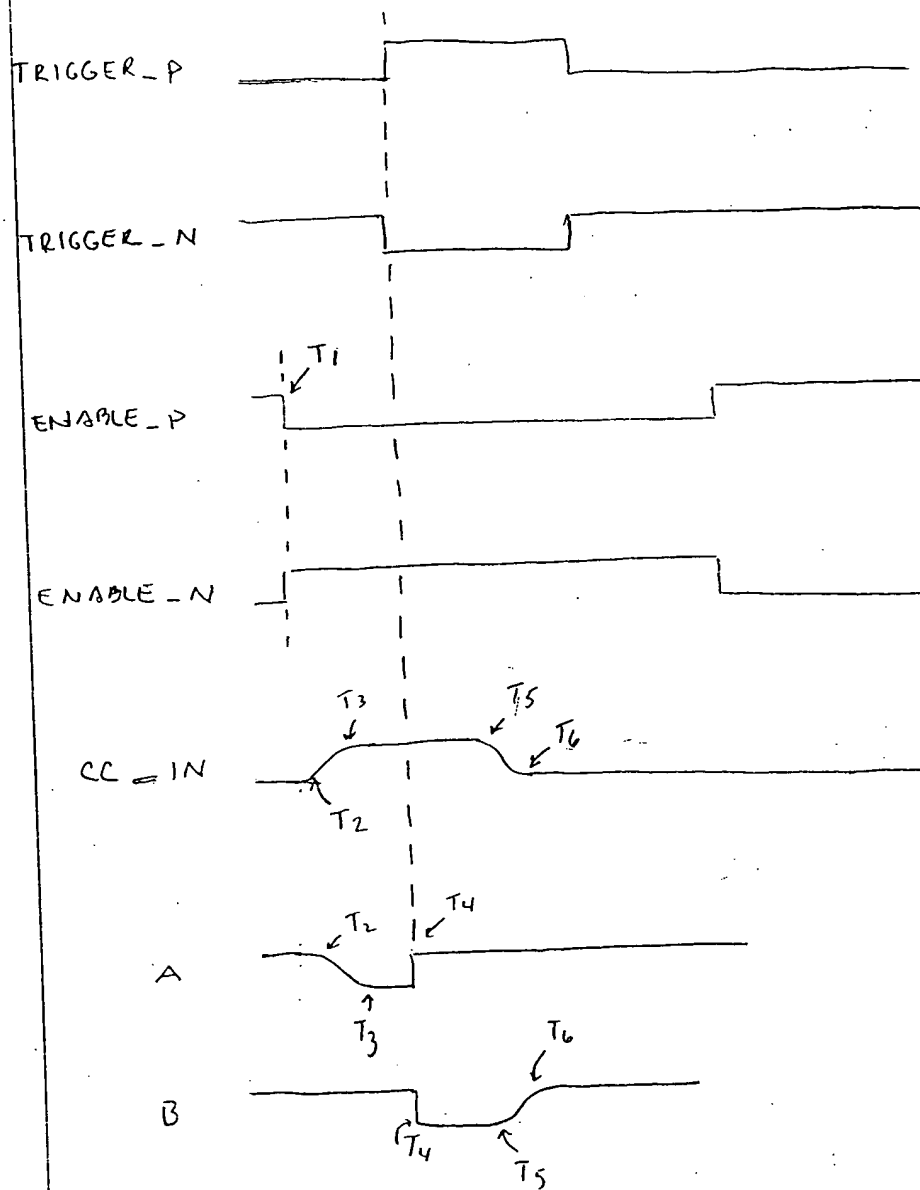 TRIGGER_P
TRIGGER_N
T1
ENABLE_P
ENABLE_N
T3
T5
T6
CC=IN
T2
T4
T2
A
T3
T6
B
T4
T5